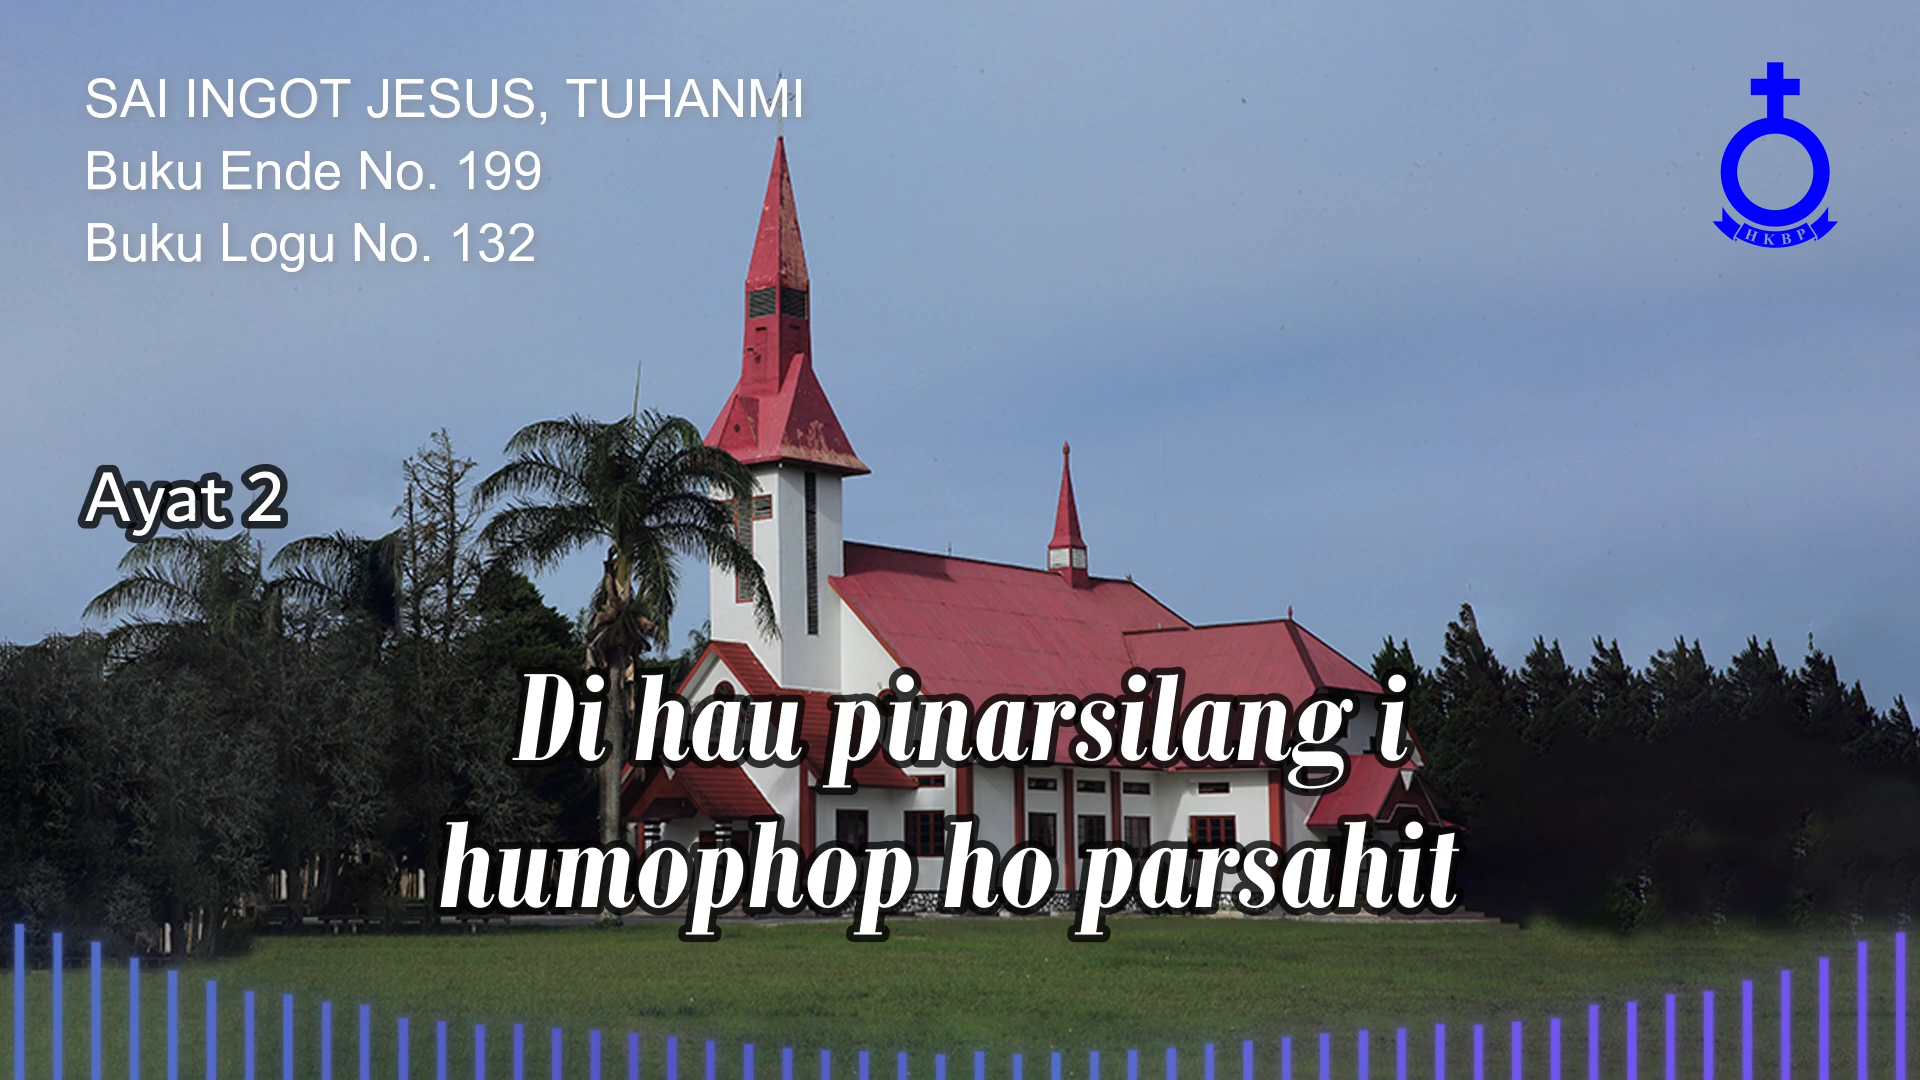 SAI INGOT JESUS, TUHANMI
Buku Ende No. 199
Buku Logu No. 132
HKBP
Ayat 2
Di hau pinarsilang i
humophop ho parsahit